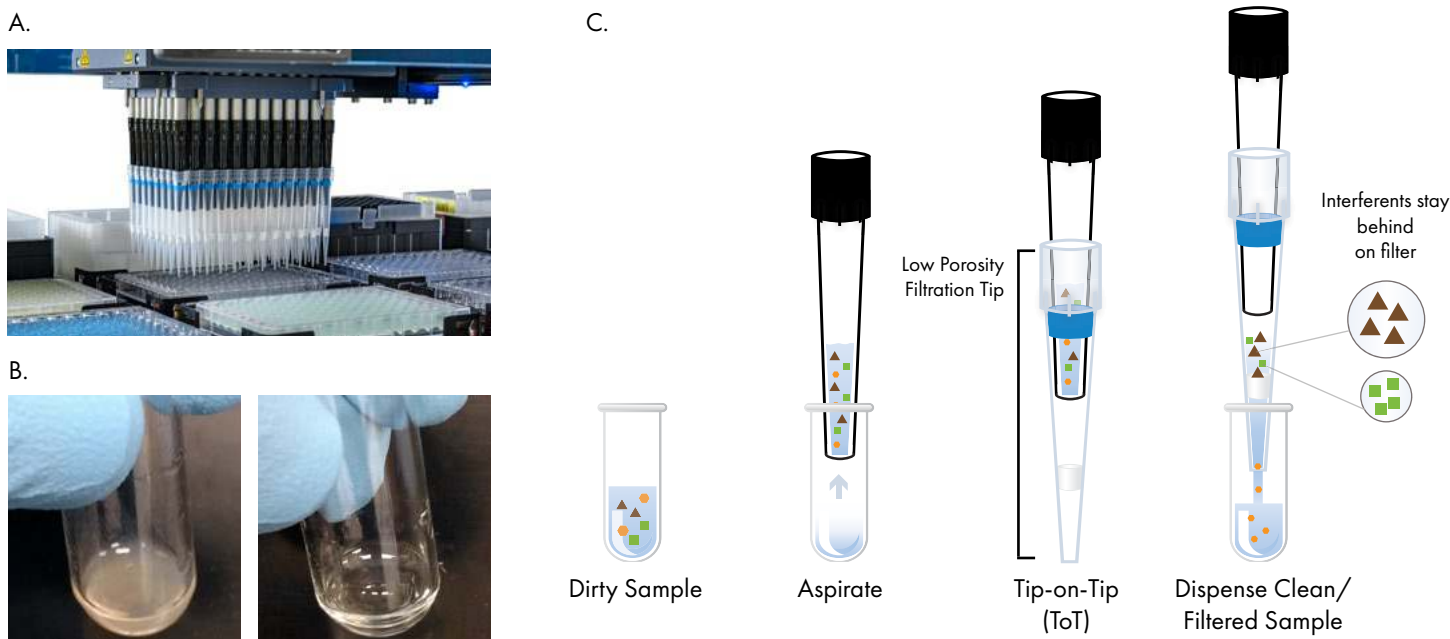 A.
B.
C.
Low Porosity
Filtration Tip
Interferents stay
behind
on filter
Dirty Sample
Aspirate
Tip-on-Tip
(ToT)
Dispense Clean/
Filtered Sample